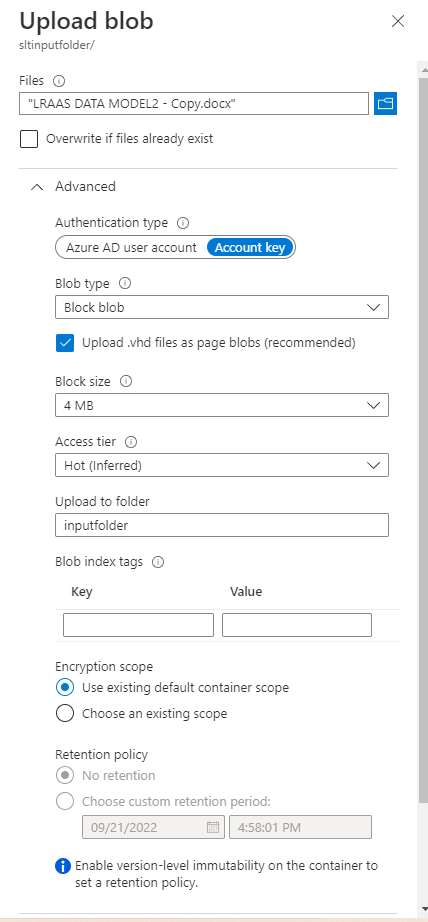 Upload blob
sltinputfolder/
Files
"LRAAS DATA MODEL2 - Copy.docx"
Overwrite if files already exist
Advanced
Authentication type
Azure AD user account Account key
Blob type
Block blob
Upload .vhd files as page blobs (recommended)
Block size
4 MB
Access tier
Hot (Inferred)
Upload to folder
inputfolder
Blob index tags
Key Value
Encryption scope
Use existing default container scope
Choose an existing scope
Retention policy
No retention
Choose custom retention period:
09/21/2022 4:58:01 PM
Enable version-level immutability on the container to
set a retention policy.